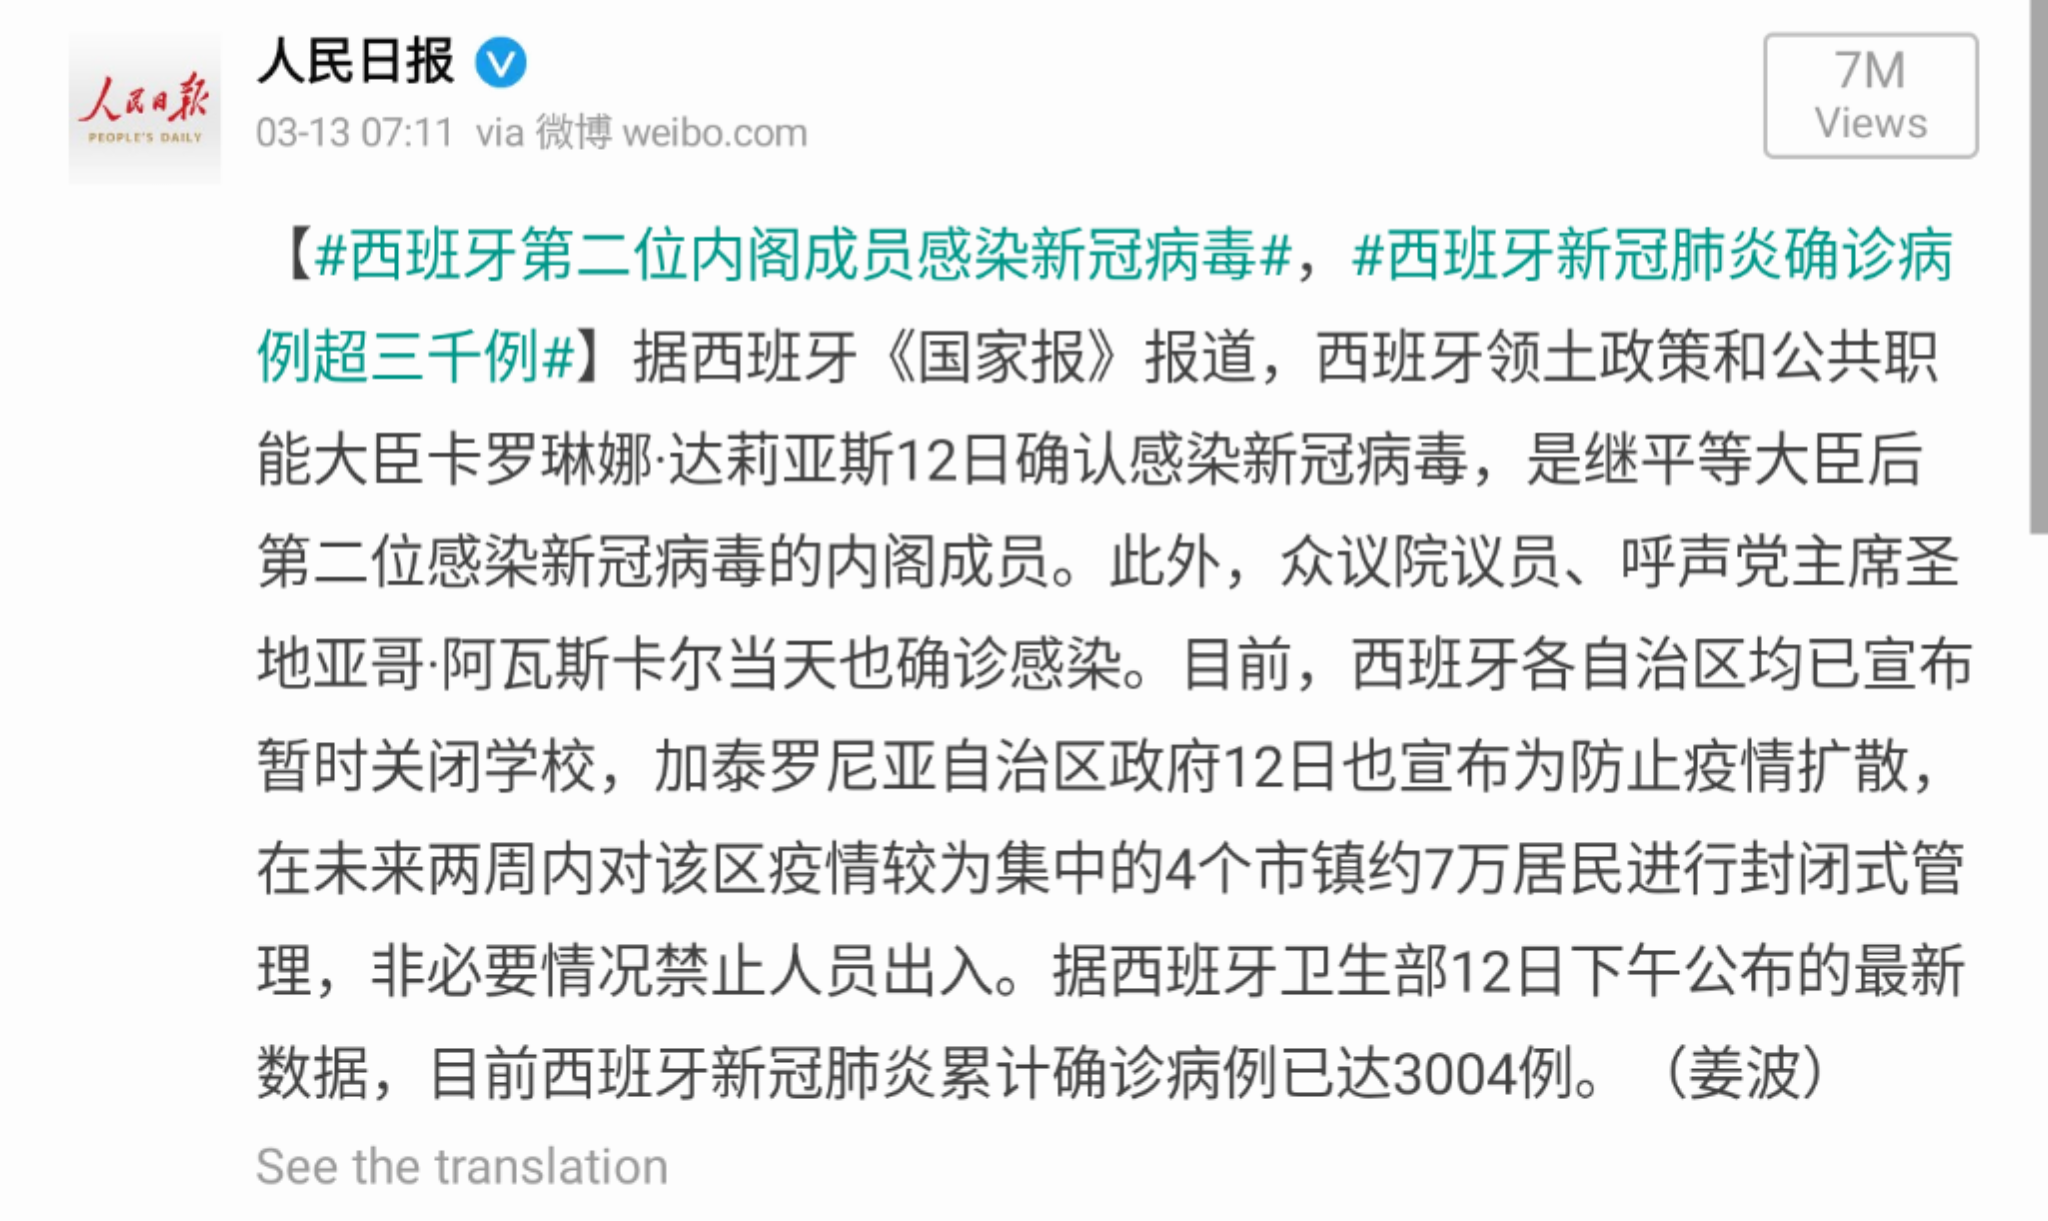 人民日报
人民日报
PEOPLE'S DAILY
03-13 07:11 via 微博 weibo.com
7M
Views
【#西班牙第二位内阁成员感染新冠病毒#，#西班牙新冠肺炎确诊病
例超三千例#】据西班牙《国家报》报道，西班牙领土政策和公共职
能大臣卡罗琳娜·达莉亚斯12日确认感染新冠病毒，是继平等大臣后
第二位感染新冠病毒的内阁成员。此外，众议院议员、呼声党主席圣
地亚哥·阿瓦斯卡尔当天也确诊感染。目前，西班牙各自治区均已宣布
暂时关闭学校，加泰罗尼亚自治区政府12日也宣布为防止疫情扩散，
在未来两周内对该区疫情较为集中的4个市镇约7万居民进行封闭式管
理，非必要情况禁止人员出入。据西班牙卫生部12日下午公布的最新
数据，目前西班牙新冠肺炎累计确诊病例已达3004例。（姜波）
See the translation